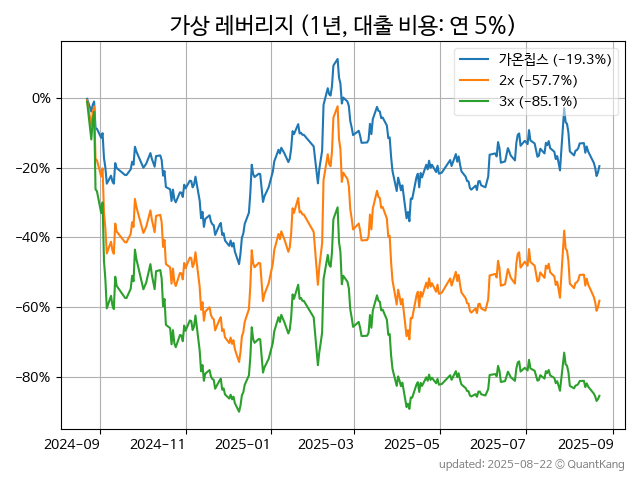 가상 레버리지 (1년, 대출 비용: 연 5%)
가온칩스 (−19.3%)
2x (−57.7%)
3x (−85.1%)
0%
−20%
−40%
−60%
−80%
2024-09 2024-11 2025-01 2025-03 2025-05 2025-07 2025-09
updated: 2025-08-22 © QuantKang